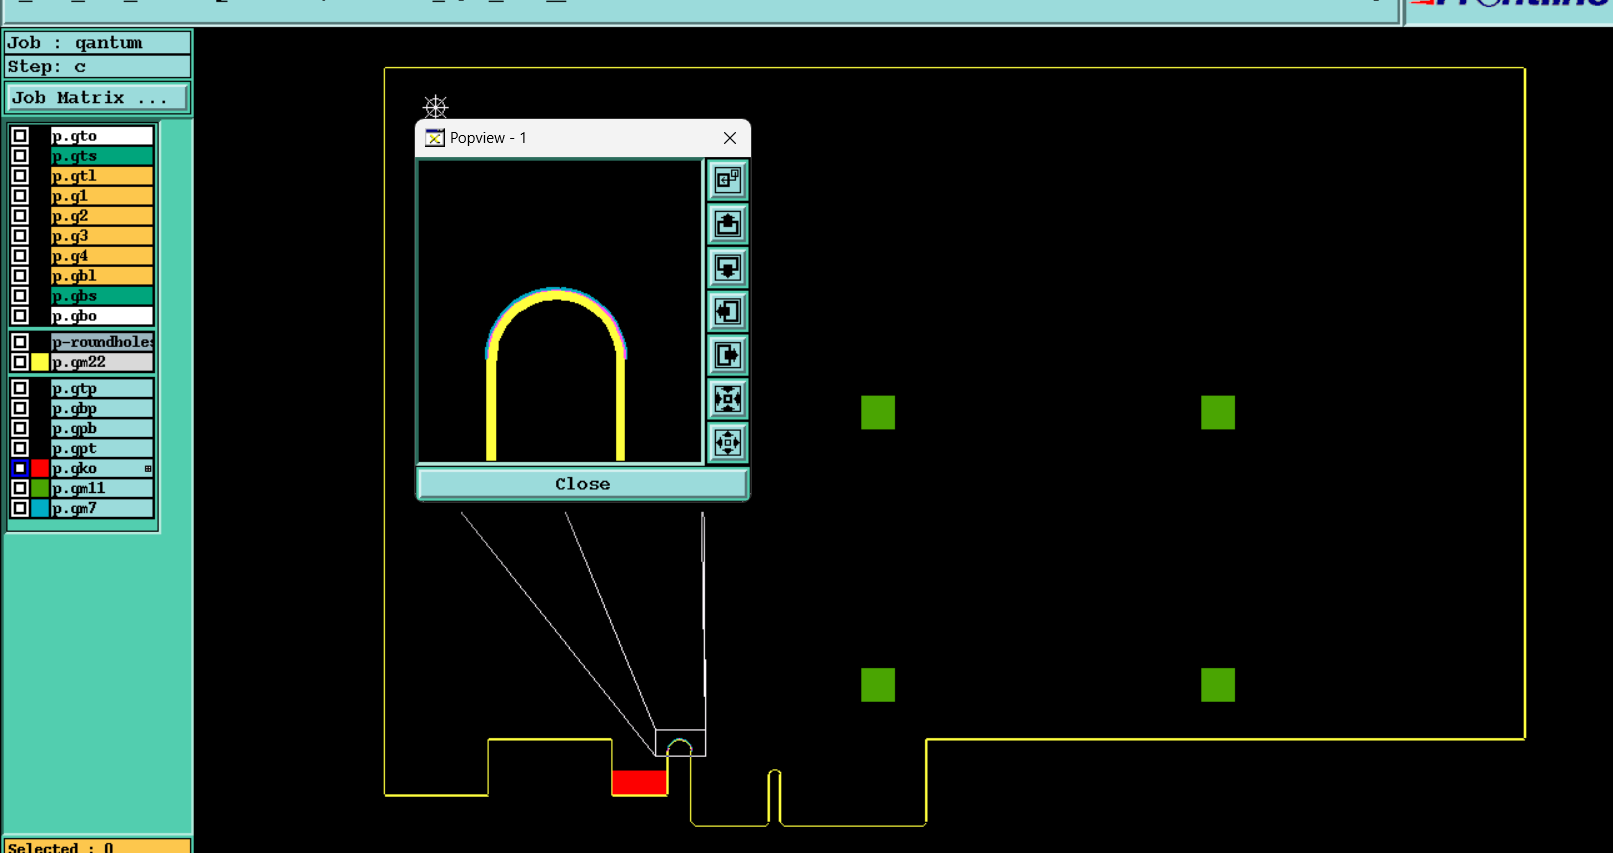 Frontline
Job : qantum
Step: c
Job Matrix ...
p.gto
p.gts
p.gtl
p.g1
p.g2
p.g3
p.g4
p.gbl
p.gbs
p.gbo
p-roundholes
p.gm22
p.gtp
p.gbp
p.gpb
p.gpt
p.gko
p.gm11
p.gm7
Selected : 0
Popview - 1
Close